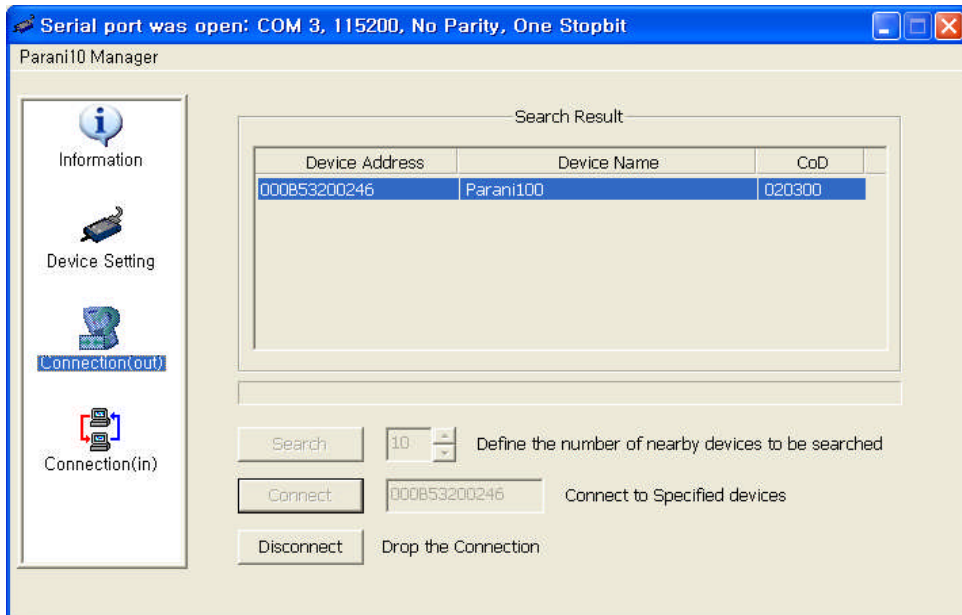 Serial port was open: COM 3, 115200, No Parity, One Stopbit
Parani10 Manager
Information
Device Setting
Connection(out)
Connection(in)
Search Result
Device Address Device Name CoD
000B53200246 Parani100 020300
Search 10 Define the number of nearby devices to be searched
Connect 000B53200246 Connect to Specified devices
Disconnect Drop the Connection